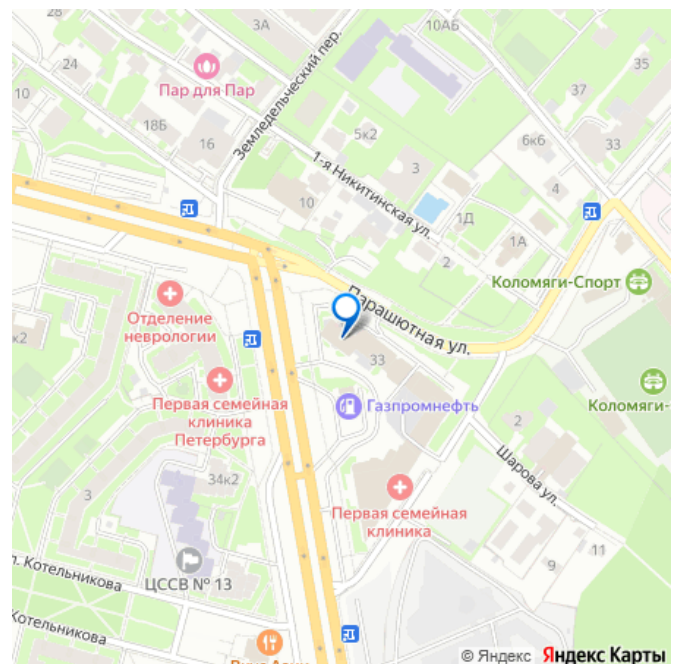 28
3А
10АБ
24
Пар для Пар
35
10
37
18Б
16
Земледельческий пер.
5к2
6к6
33
3
1-я Никитинская ул.
4
10
1Д
1А
2
Коломяги-Спорт
Парашютная ул.
Отделение
неврологии
к2
33
Первая семейная
клиника
Петербурга
Газпромнефть
Коломяги-
2
34к2
Шарова ул.
3
Первая семейная
клиника
11
9
ЦССВ № 13
л. Котельникова
Котельникова
© Яндекс Яндекс Карты